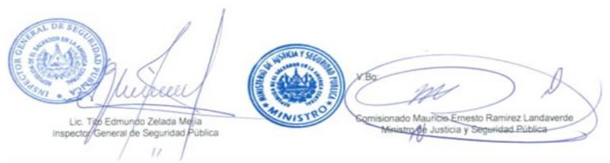 INSPECTOR GENERAL DE SEGURIDAD PÚBLICA
Lic. Tito Edmundo Zelada Mejía
Inspector General de Seguridad Pública
MINISTERIO DE JUSTICIA Y SEGURIDAD PÚBLICA
MINISTRO
V.Bo.
Comisionado Mauricio Ernesto Ramírez Landaverde
Ministro de Justicia y Seguridad Pública